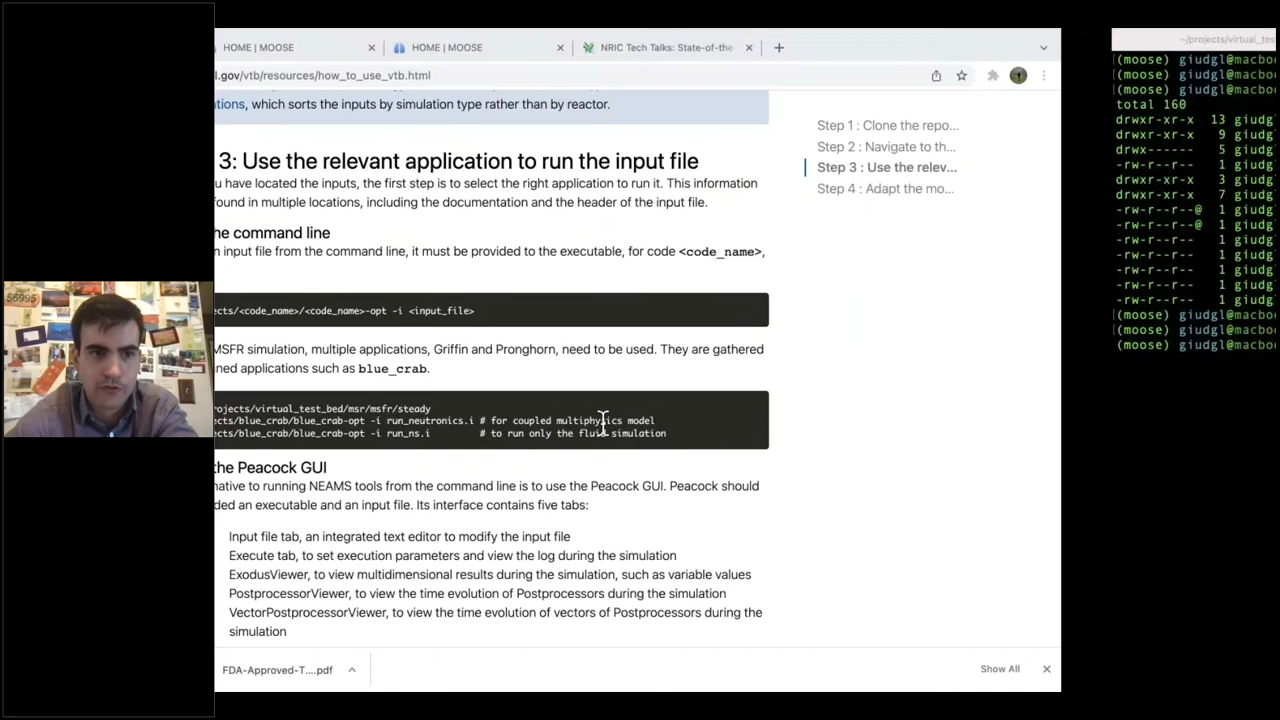 HOME | MOOSE
HOME | MOOSE
NRIC Tech Talks: State-of-the
l.gov/vtb/resources/how_to_use_vtb.html
~/projects/virtual_tes
ations, which sorts the inputs by simulation type rather than by reactor.
3: Use the relevant application to run the input file
u have located the inputs, the first step is to select the right application to run it. This information
found in multiple locations, including the documentation and the header of the input file.
he command line
n input file from the command line, it must be provided to the executable, for code <code_name>,
ects/<code_name>/<code_name>-opt -i <input_file>
MSFR simulation, multiple applications, Griffin and Pronghorn, need to be used. They are gathered
ned applications such as blue_crab.
rojects/virtual_test_bed/msr/msfr/steady
ects/blue_crab/blue_crab-opt -i run_neutronics.i # for coupled multiphysics model
ects/blue_crab/blue_crab-opt -i run_ns.i # to run only the fluid simulation
the Peacock GUI
native to running NEAMS tools from the command line is to use the Peacock GUI. Peacock should
ded an executable and an input file. Its interface contains five tabs:
Input file tab, an integrated text editor to modify the input file
Execute tab, to set execution parameters and view the log during the simulation
ExodusViewer, to view multidimensional results during the simulation, such as variable values
PostprocessorViewer, to view the time evolution of Postprocessors during the simulation
VectorPostprocessorViewer, to view the time evolution of vectors of Postprocessors during the
simulation
Step 1 : Clone the repo...
Step 2 : Navigate to th...
Step 3 : Use the relev...
Step 4 : Adapt the mo...
FDA-Approved-T....pdf
Show All
56995
(moose) giudgl@macboo
(moose) giudgl@macboo
(moose) giudgl@macboo
total 160
drwxr-xr-x 13 giudg
drwxr-xr-x 9 giudg
drwx------ 5 giudg
-rw-r--r-- 1 giudg
drwxr-xr-x 3 giudg
drwxr-xr-x 7 giudg
-rw-r--r--@ 1 giudg
-rw-r--r--@ 1 giudg
-rw-r--r-- 1 giudg
-rw-r--r-- 1 giudg
-rw-r--r-- 1 giudg
-rw-r--r-- 1 giudg
-rw-r--r-- 1 giudg
(moose) giudgl@macboo
(moose) giudgl@macboo
(moose) giudgl@macboo